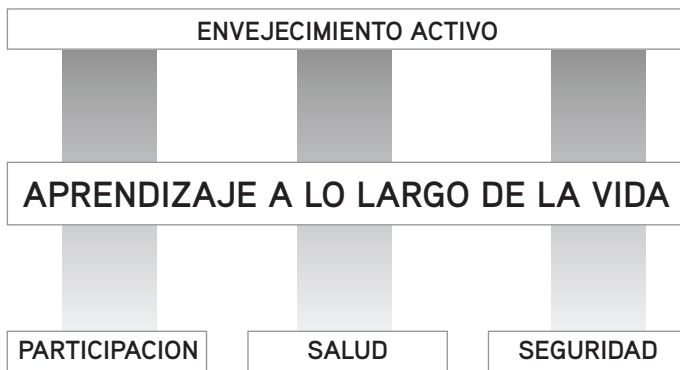 ENVEJECIMIENTO ACTIVO
APRENDIZAJE A LO LARGO DE LA VIDA
PARTICIPACION SALUD SEGURIDAD